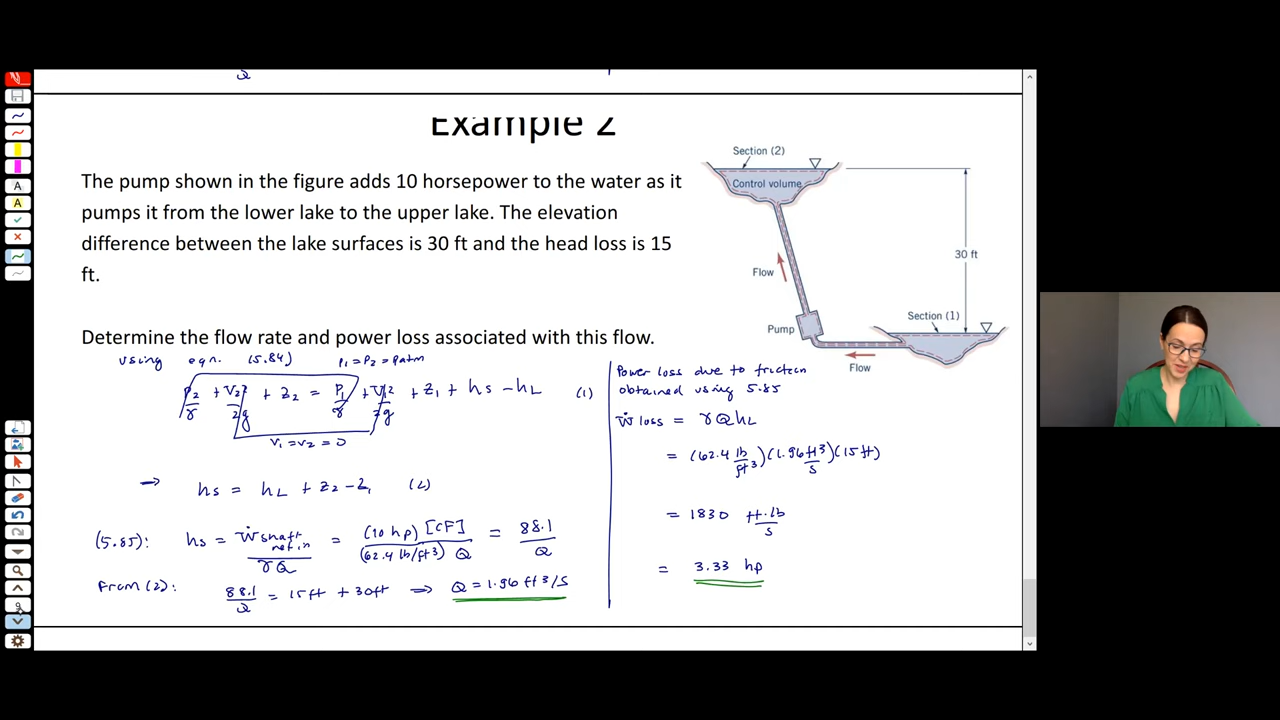 Example 2
The pump shown in the figure adds 10 horsepower to the water as it
pumps it from the lower lake to the upper lake. The elevation
difference between the lake surfaces is 30 ft and the head loss is 15
ft.
Determine the flow rate and power loss associated with this flow.
Section (2)
Control volume
Flow
30 ft
Section (1)
Pump
Flow
using eqn. (5.84) P₁ = P₂ = Patm
P₂/γ + V₂²/2g + z₂ = P₁/γ + V₁²/2g + z₁ + hs - hL (1)
V₁ = V₂ = 0
→ hs = hL + z₂ - z₁ (2)
(5.85): hs = Ẇshaft net in / γQ = (10 hp) [CF] / (62.4 lb/ft³) Q = 88.1 / Q
From (2): 88.1 / Q = 15ft + 30ft → Q = 1.96 ft³/s
Power loss due to friction
obtained using 5.85
Ẇ loss = γ Q hL
= (62.4 lb/ft³) (1.96 ft³/s) (15 ft)
= 1830 ft·lb/s
= 3.33 hp
9
A
A